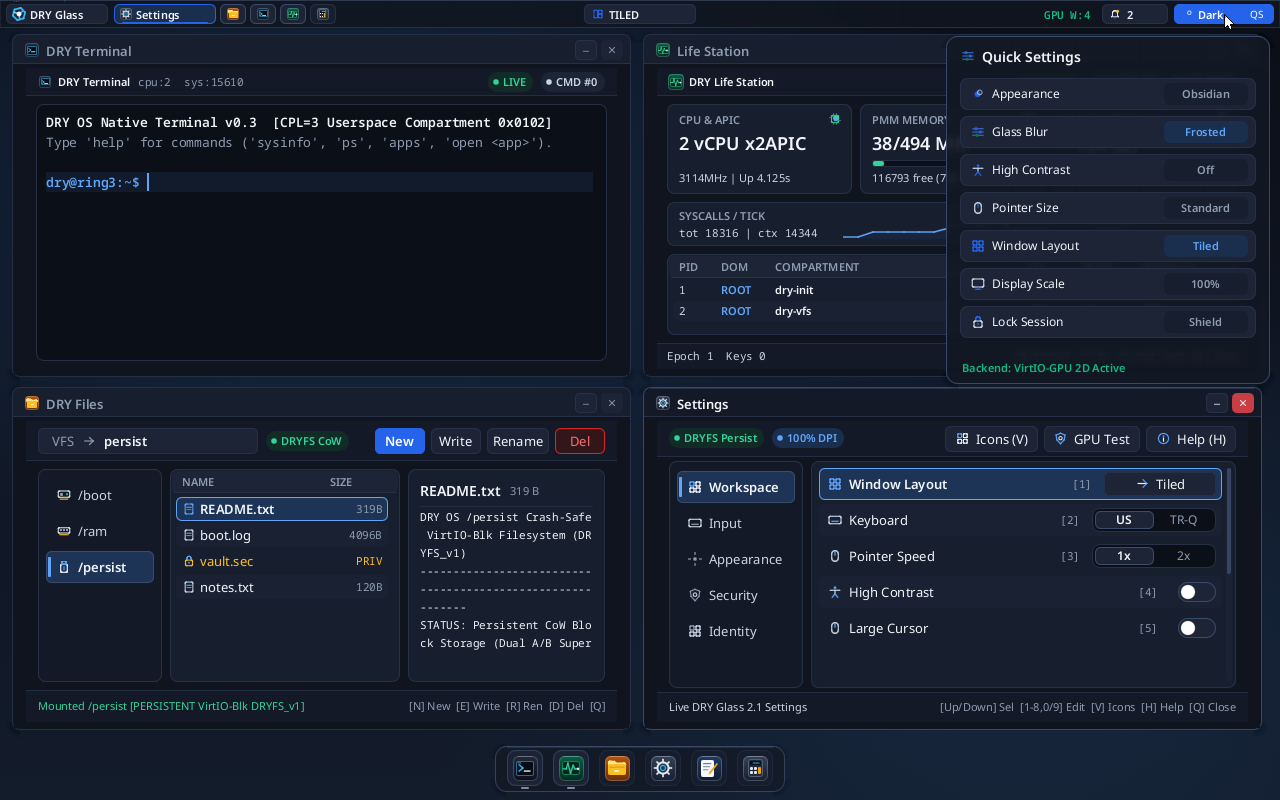 DRY Glass
Settings
TILED
GPU W:4
2
Dark
QS
DRY Terminal
DRY Terminal cpu:2 sys:15610
LIVE
CMD #0
DRY OS Native Terminal v0.3 [CPL=3 Userspace Compartment 0x0102]
Type 'help' for commands ('sysinfo', 'ps', 'apps', 'open <app>').
dry@ring3:~$
Life Station
DRY Life Station
CPU & APIC
2 vCPU x2APIC
3114MHz | Up 4.125s
PMM MEMORY
38/494 M
116793 free (7
SYSCALLS / TICK
tot 18316 | ctx 14344
PID DOM COMPARTMENT
1 ROOT dry-init
2 ROOT dry-vfs
Epoch 1 Keys 0
Quick Settings
Appearance Obsidian
Glass Blur Frosted
High Contrast Off
Pointer Size Standard
Window Layout Tiled
Display Scale 100%
Lock Session Shield
Backend: VirtIO-GPU 2D Active
DRY Files
VFS → persist
DRYFS CoW
New
Write
Rename
Del
/boot
/ram
/persist
NAME SIZE
README.txt 319B
boot.log 4096B
vault.sec PRIV
notes.txt 120B
README.txt 319 B
DRY OS /persist Crash-Safe
VirtIO-Blk Filesystem (DR
YFS_v1)
--------------------------
--------------------------
-------
STATUS: Persistent CoW Blo
ck Storage (Dual A/B Super
Mounted /persist [PERSISTENT VirtIO-Blk DRYFS_v1]
[N] New [E] Write [R] Ren [D] Del [Q]
Settings
DRYFS Persist
100% DPI
Icons (V)
GPU Test
Help (H)
Workspace
Input
Appearance
Security
Identity
Window Layout [1] → Tiled
Keyboard [2] US TR-Q
Pointer Speed [3] 1x 2x
High Contrast [4]
Large Cursor [5]
Live DRY Glass 2.1 Settings
[Up/Down] Sel [1-8,0/9] Edit [V] Icons [H] Help [Q] Close